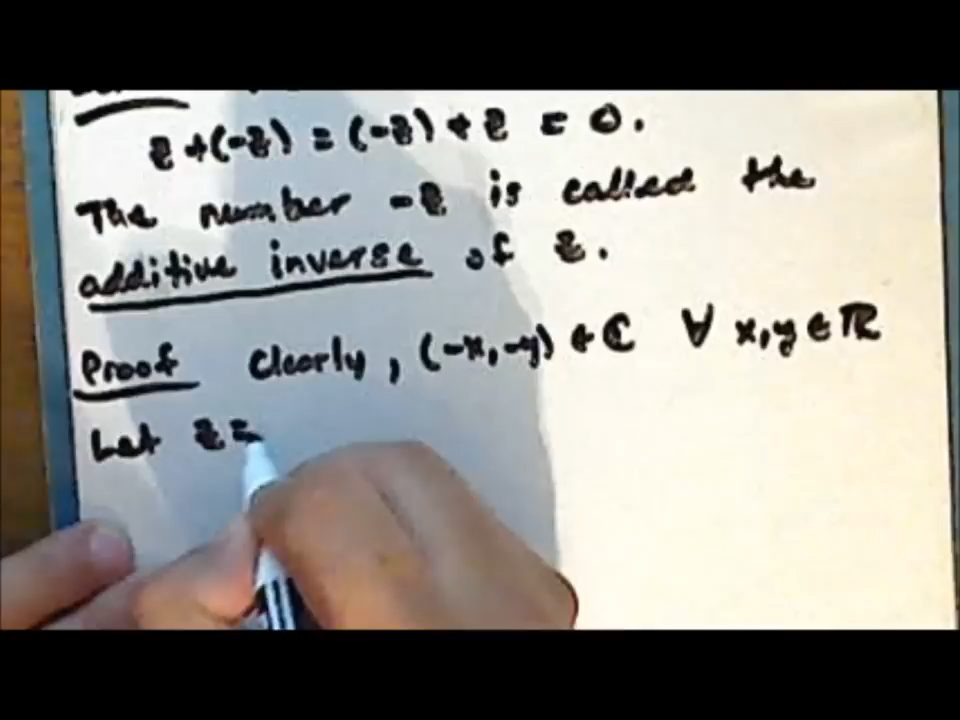 z + (-z) = (-z) + z = 0.
The number -z is called the
additive inverse of z.
Proof Clearly, (-x, -y) ∈ ℂ ∀ x, y ∈ ℝ
Let z =